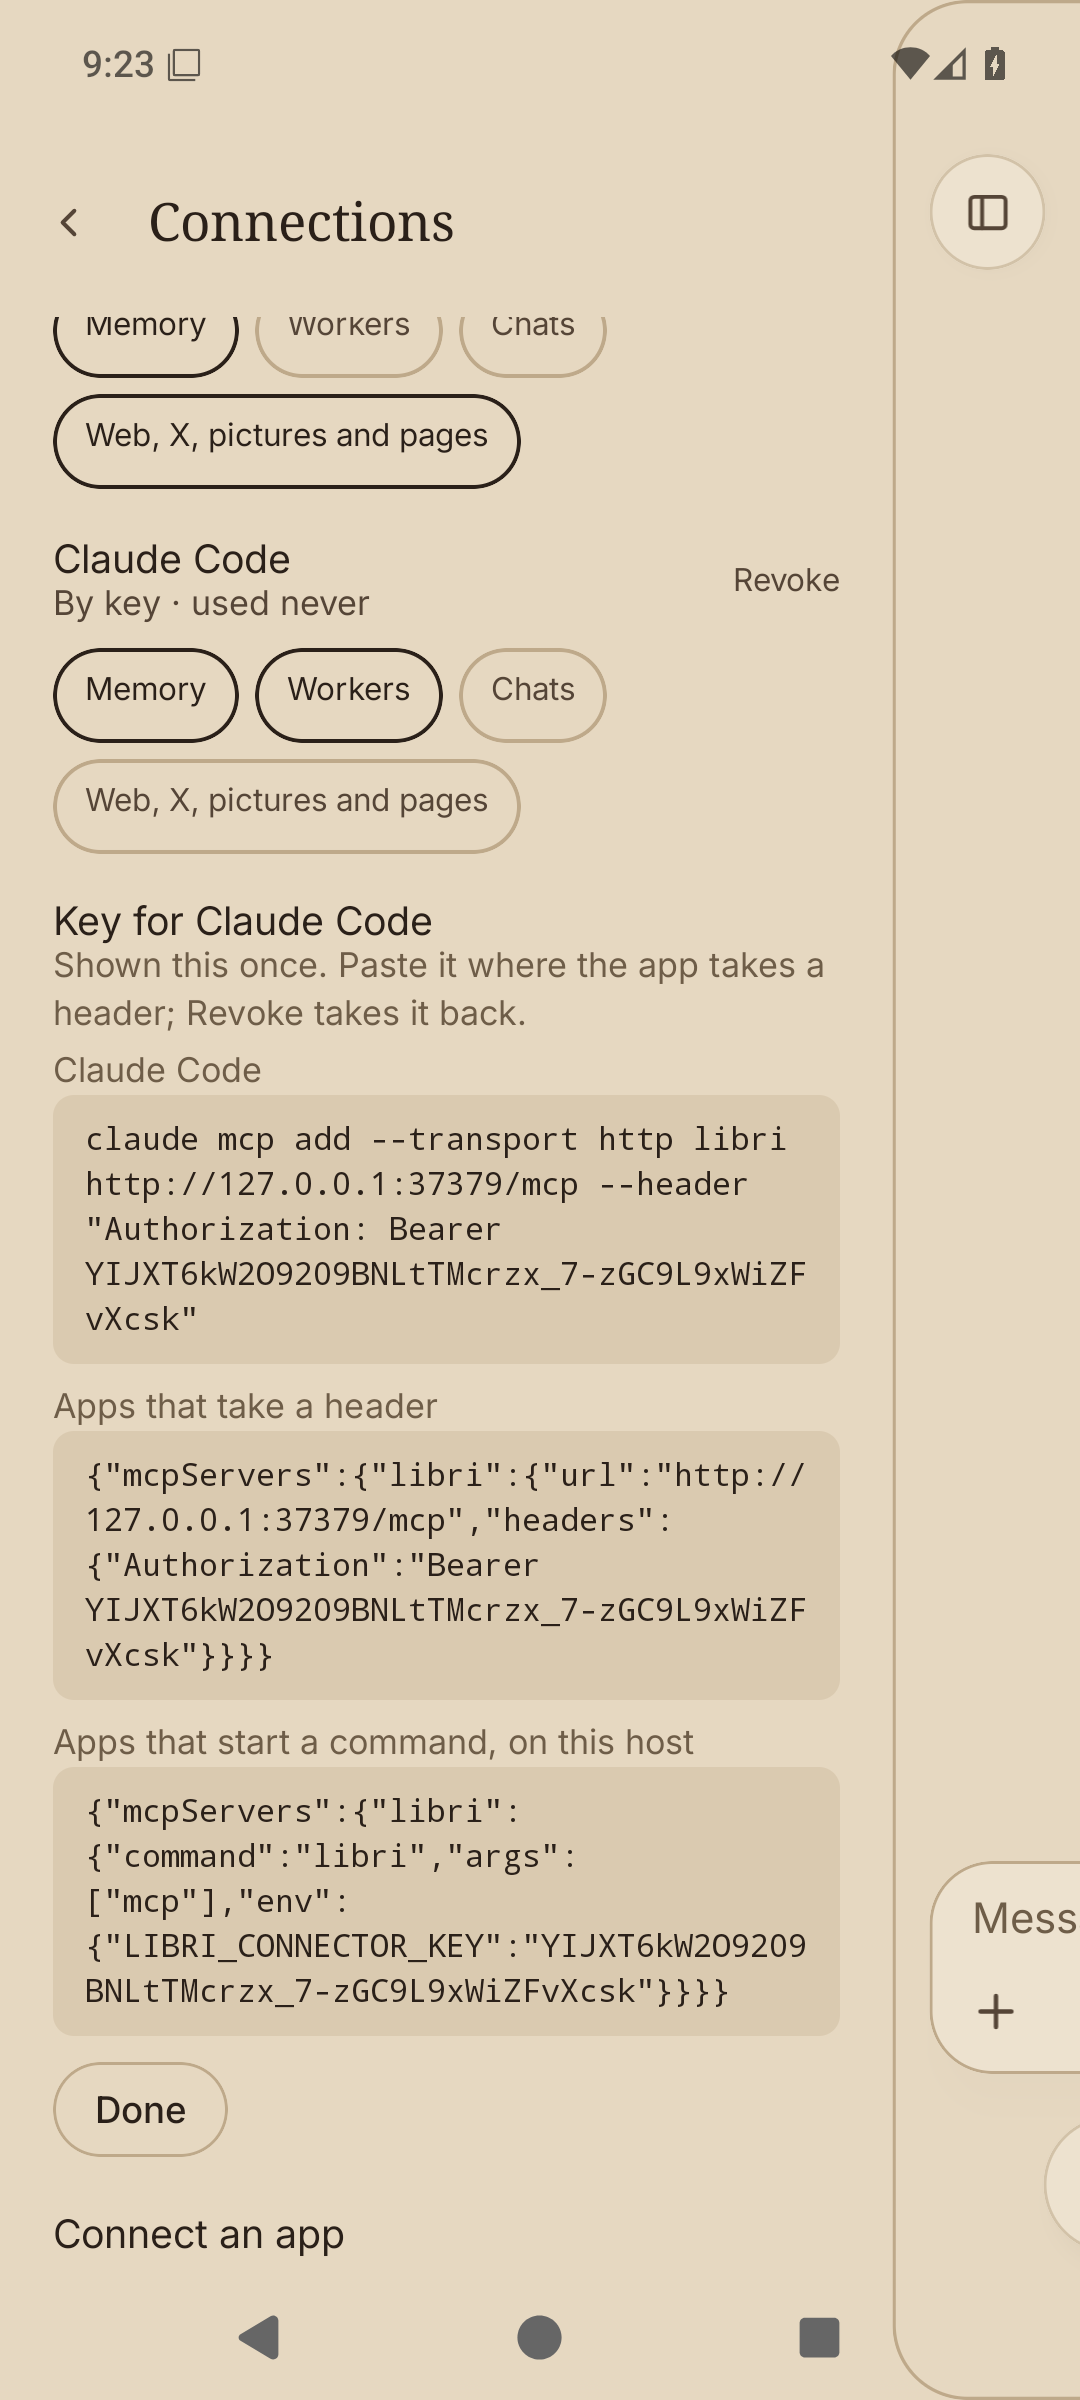 9:23
Connections
Memory
Workers
Chats
Web, X, pictures and pages
Claude Code
By key · used never
Revoke
Memory
Workers
Chats
Web, X, pictures and pages
Key for Claude Code
Shown this once. Paste it where the app takes a
header; Revoke takes it back.
Claude Code
claude mcp add --transport http libri
http://127.0.0.1:37379/mcp --header
"Authorization: Bearer
YIJXT6kW2O92O9BNLtTMcrzx_7-zGC9L9xWiZF
vXcsk"
Apps that take a header
{"mcpServers":{"libri":{"url":"http://
127.0.0.1:37379/mcp","headers":
{"Authorization":"Bearer
YIJXT6kW2O92O9BNLtTMcrzx_7-zGC9L9xWiZF
vXcsk"}}}}
Apps that start a command, on this host
{"mcpServers":{"libri":
{"command":"libri","args":
["mcp"],"env":
{"LIBRI_CONNECTOR_KEY":"YIJXT6kW2O92O9
BNLtTMcrzx_7-zGC9L9xWiZFvXcsk"}}}}
Mess
Done
Connect an app